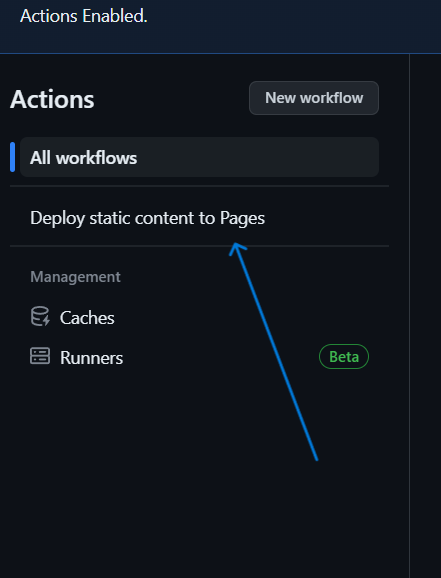 Actions Enabled.
Actions
New workflow
All workflows
Deploy static content to Pages
Management
Caches
Runners
Beta